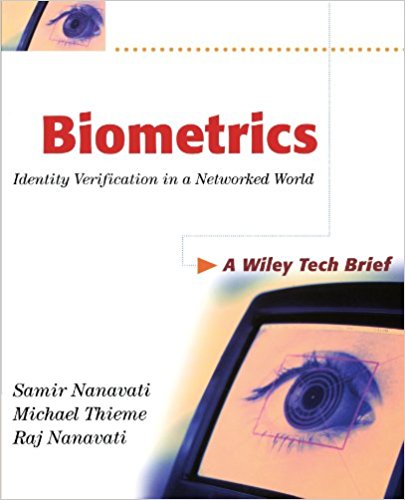 Biometrics
Identity Verification in a Networked World
A Wiley Tech Brief
Samir Nanavati
Michael Thieme
Raj Nanavati